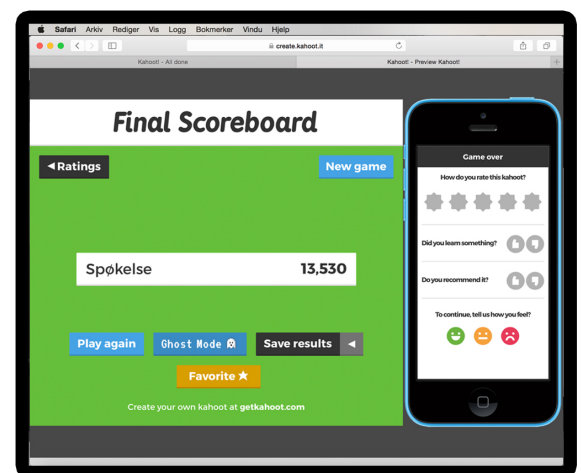 Safari Arkiv Rediger Vis Logg Bokmerker Vindu Hjelp
create.kahoot.it
Kahoot! - All done
Kahoot! - Preview Kahoot!
Final Scoreboard
Ratings
New game
Spøkelse 13,530
Play again
Ghost Mode
Save results
Favorite
Create your own kahoot at getkahoot.com
Game over
How do you rate this kahoot?
Did you learn something?
Do you recommend it?
To continue, tell us how you feel?